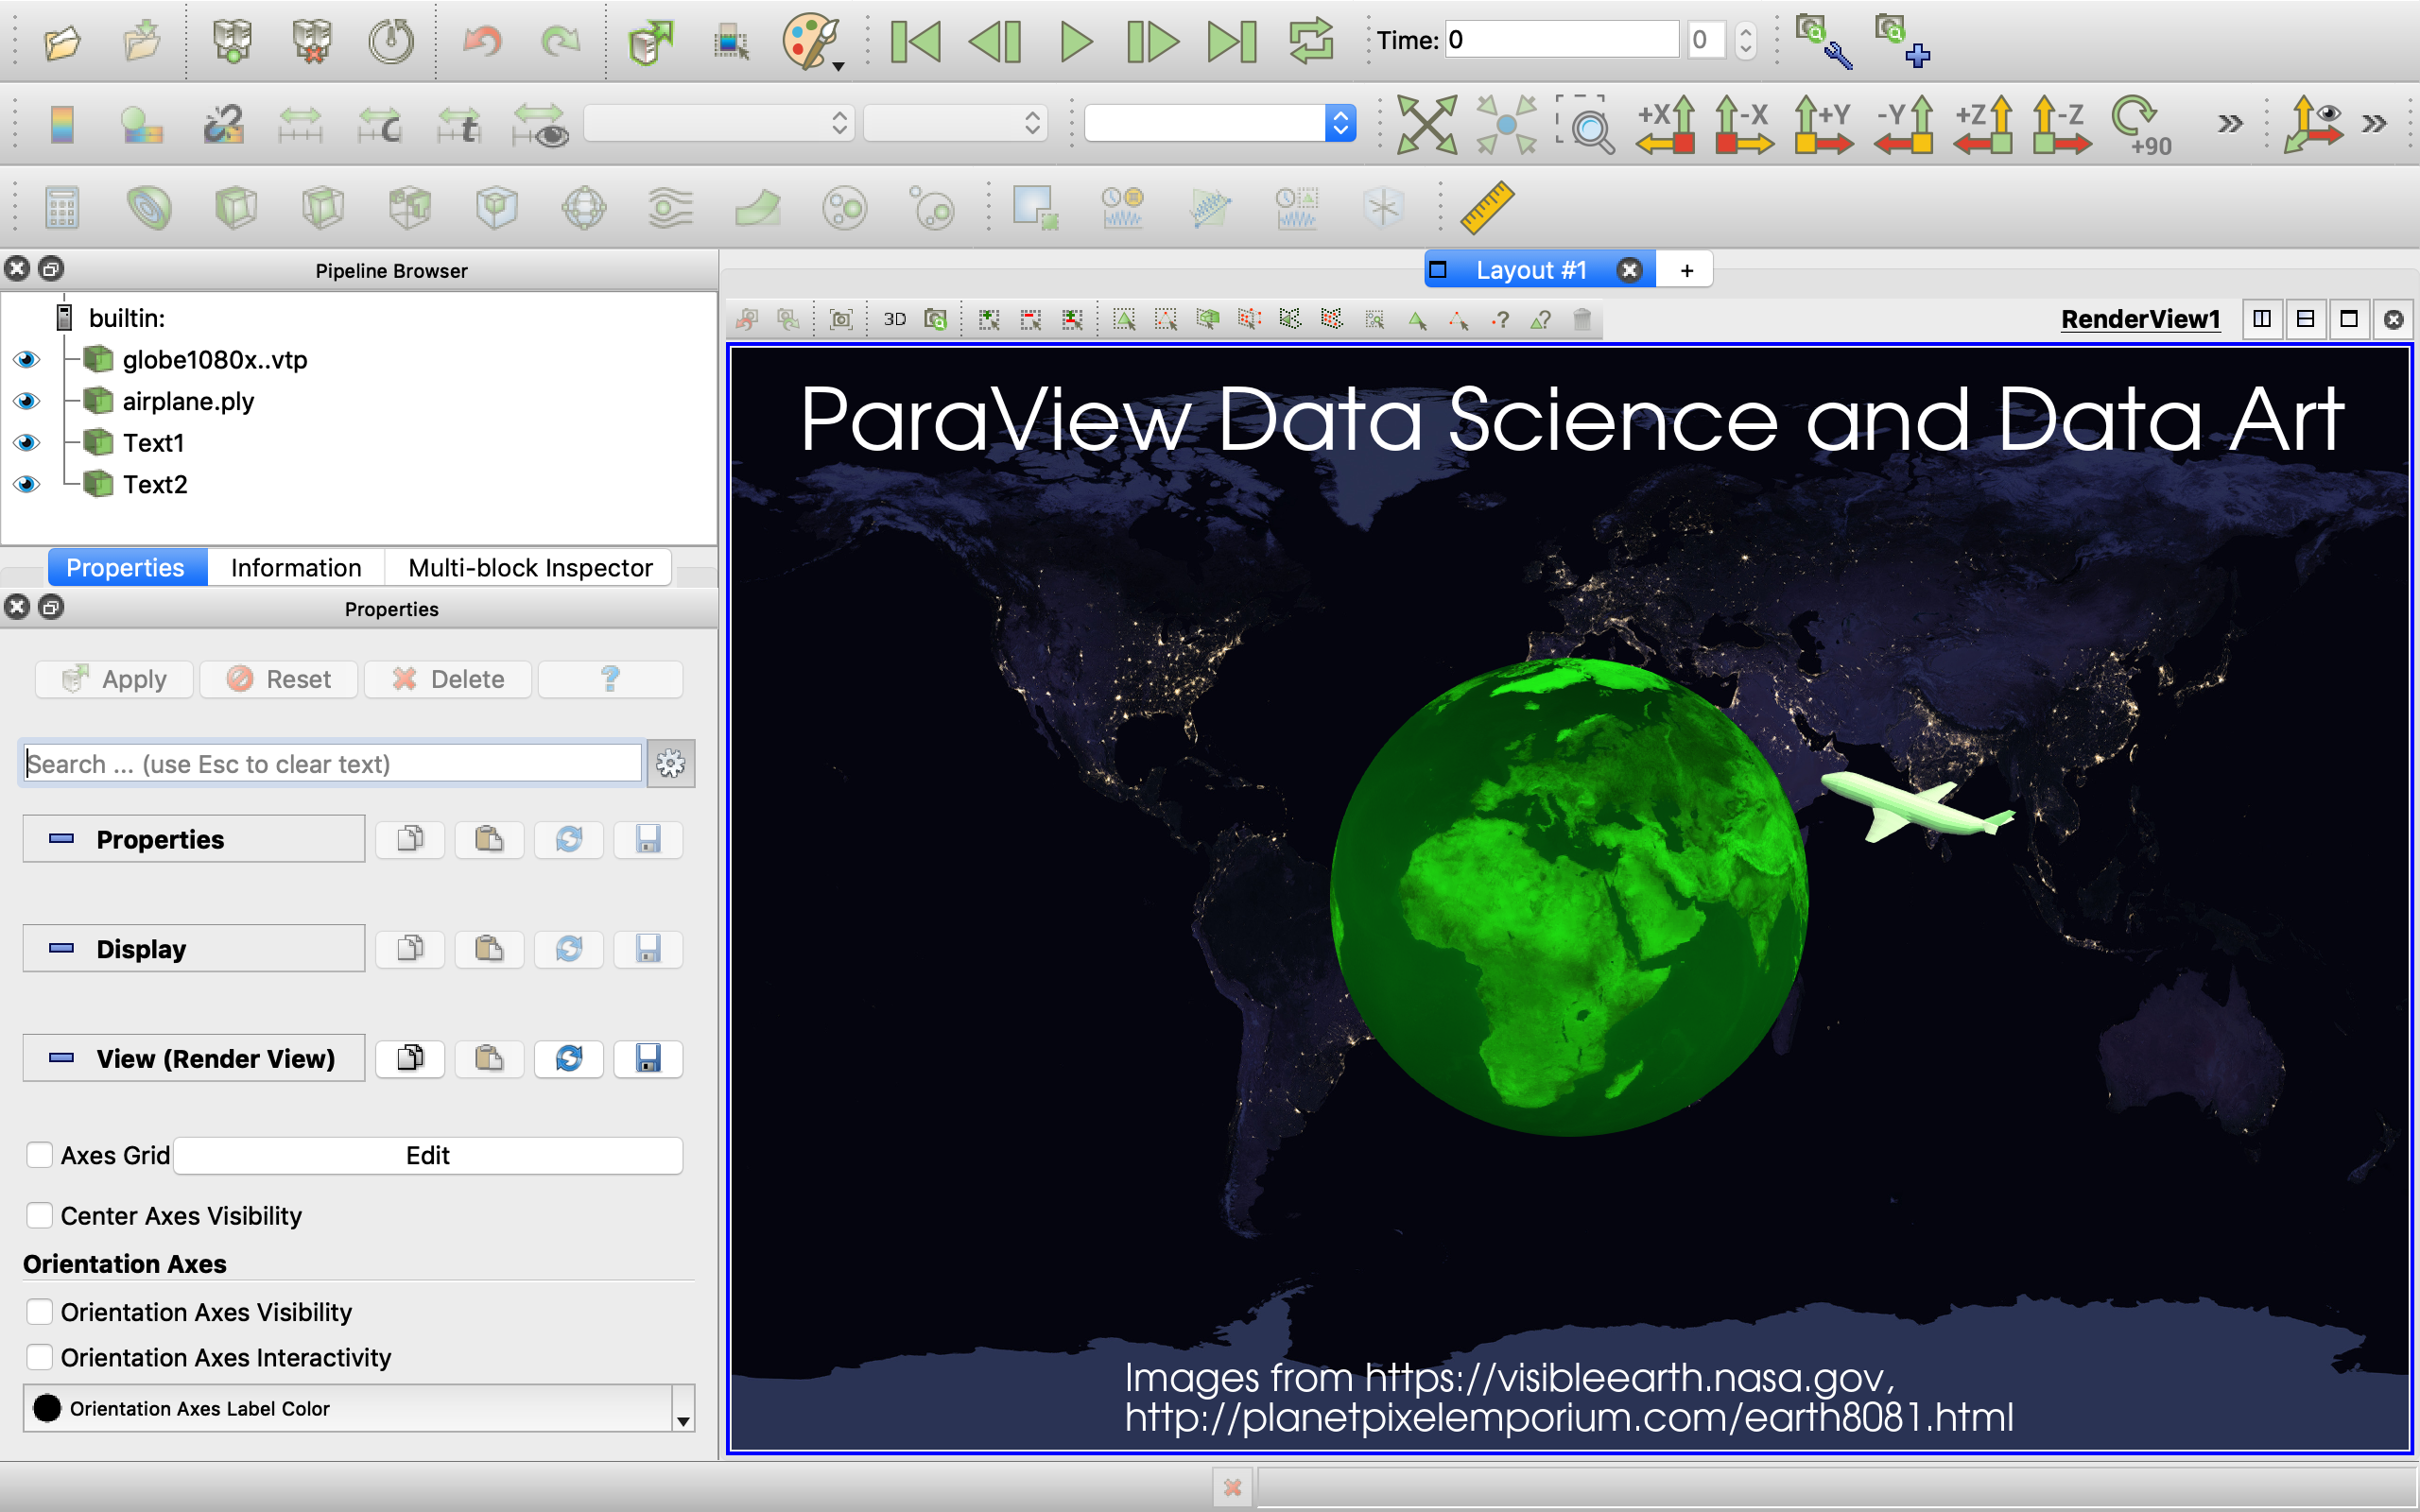 Time: 0
0
C
t
+X
-X
+Y
-Y
+Z
-Z
+90
»
»
Pipeline Browser
builtin:
globe1080x..vtp
airplane.ply
Text1
Text2
Properties
Information
Multi-block Inspector
Properties
Apply
Reset
Delete
?
Search ... (use Esc to clear text)
Properties
Display
View (Render View)
Axes Grid
Edit
Center Axes Visibility
Orientation Axes
Orientation Axes Visibility
Orientation Axes Interactivity
Orientation Axes Label Color
Layout #1
+
3D
RenderView1
ParaView Data Science and Data Art
Images from https://visibleearth.nasa.gov,
http://planetpixelemporium.com/earth8081.html